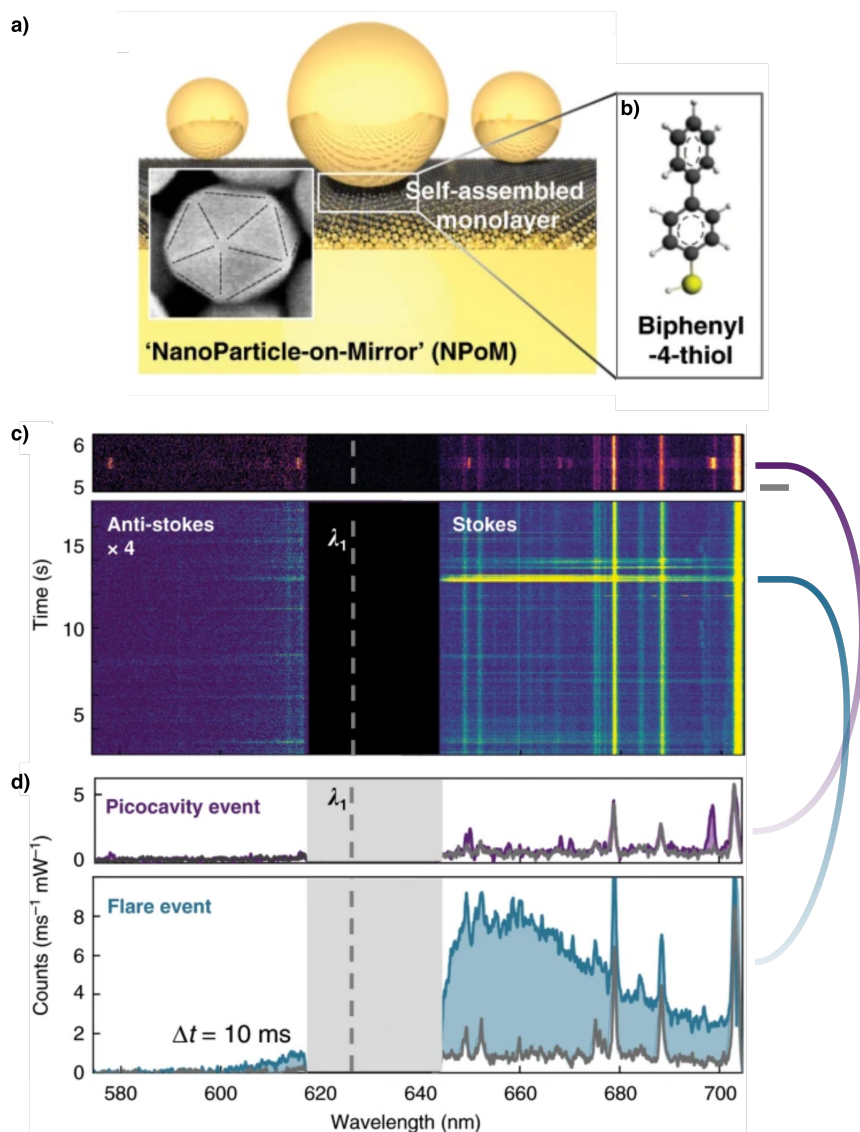 a)
b)
Self-assembled
monolayer
Biphenyl
-4-thiol
'NanoParticle-on-Mirror' (NPoM)
c)
6
5
Anti-stokes
× 4
λ1
Stokes
15
10
5
Time (s)
d)
5
0
Picocavity event
λ1
8
6
4
2
0
Flare event
Δt = 10 ms
Counts (ms⁻¹ mW⁻¹)
580 600 620 640 660 680 700
Wavelength (nm)